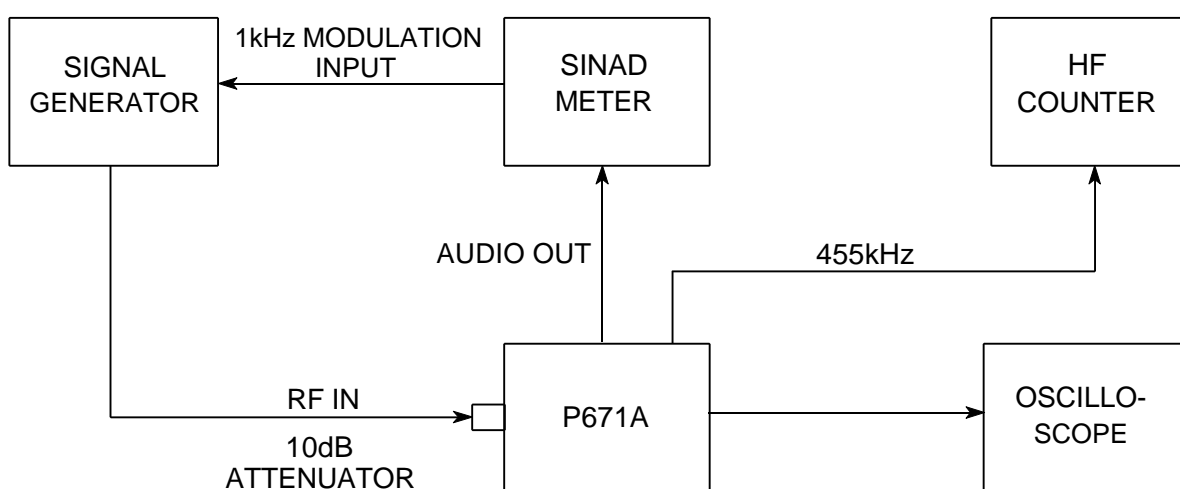 SIGNAL
GENERATOR
1kHz MODULATION
INPUT
SINAD
METER
HF
COUNTER
AUDIO OUT
455kHz
RF IN
10dB
ATTENUATOR
P671A
OSCILLO-
SCOPE